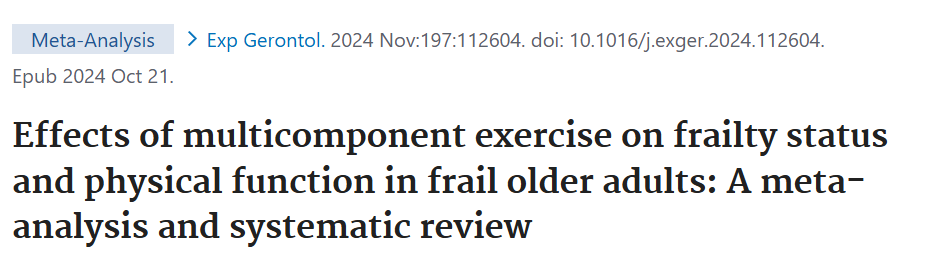 Meta-Analysis > Exp Gerontol. 2024 Nov:197:112604. doi: 10.1016/j.exger.2024.112604.
Epub 2024 Oct 21.
Effects of multicomponent exercise on frailty status
and physical function in frail older adults: A meta-
analysis and systematic review